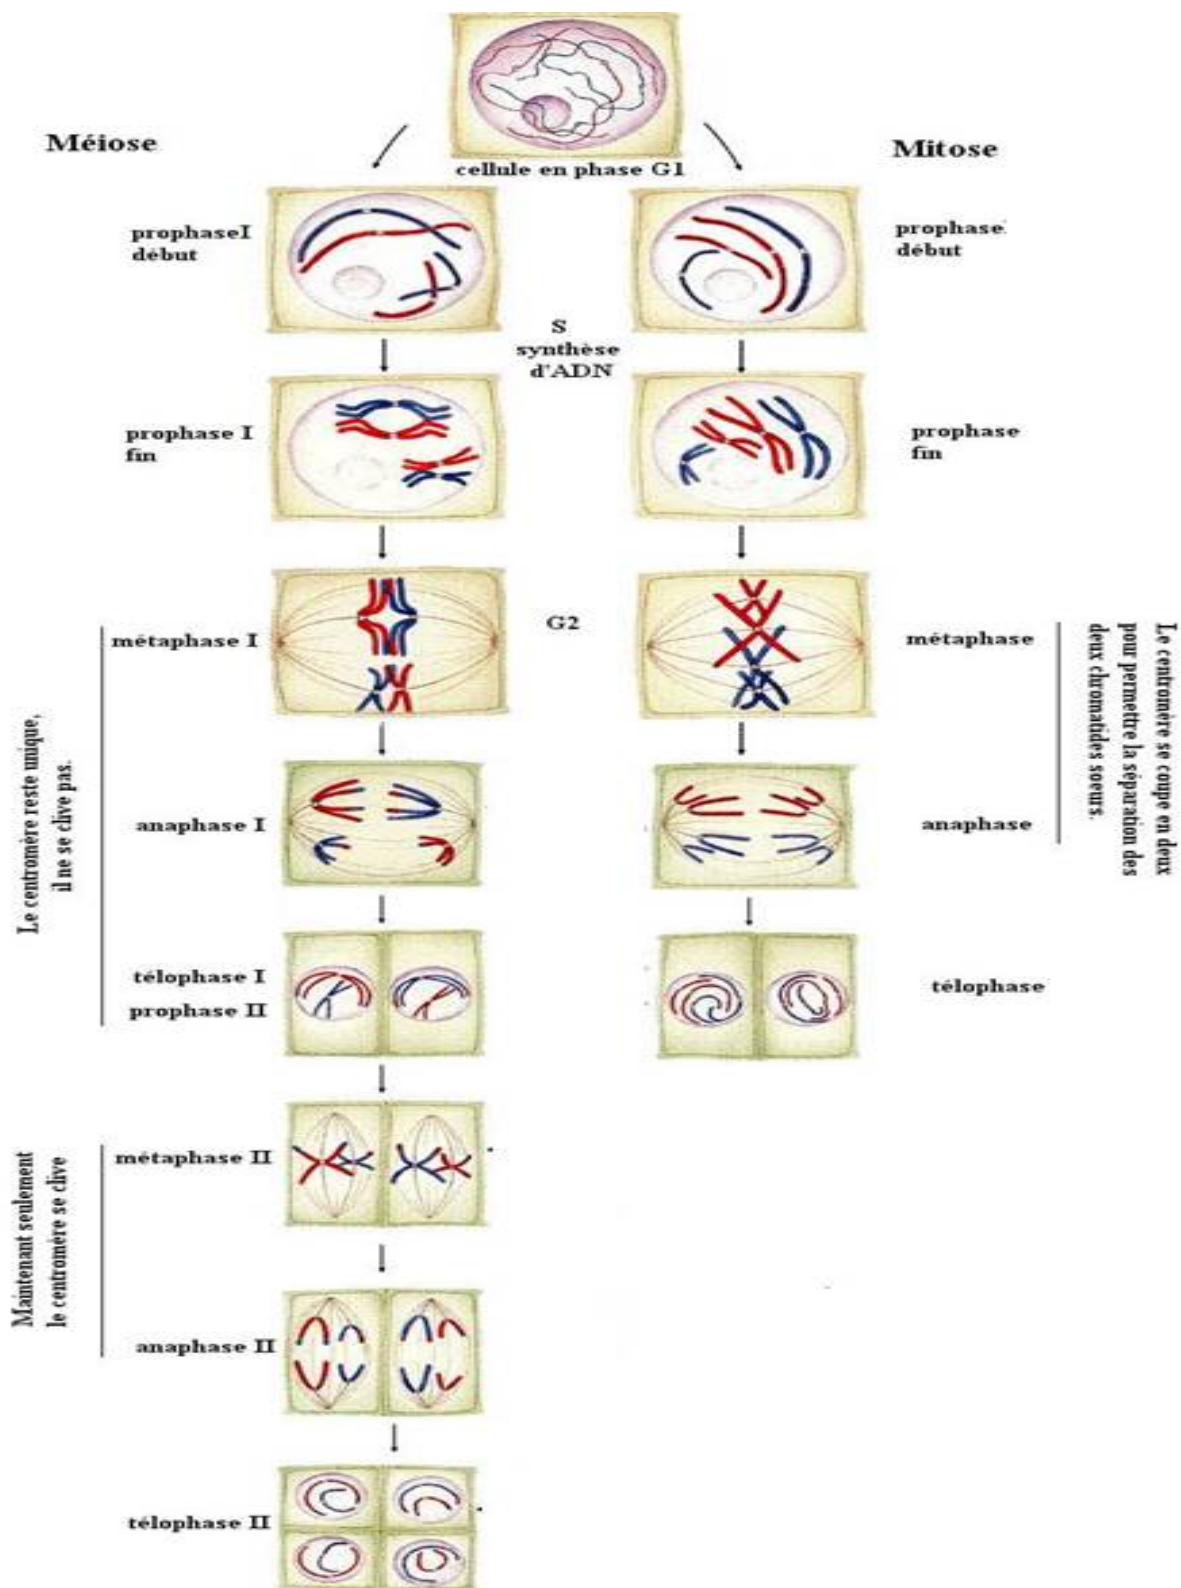 Méiose
Mitose
cellule en phase G1
prophaseI
début
prophase
début
S
synthèse
d'ADN
prophase I
fin
prophase
fin
métaphase I
G2
métaphase
Le centromère reste unique,
il ne se clive pas.
Le centromère se coupe en deux
pour permettre la séparation des
deux chromatides soeurs.
anaphase I
anaphase
télophase I
prophase II
télophase
Maintenant seulement
le centromère se clive
métaphase II
anaphase II
télophase II